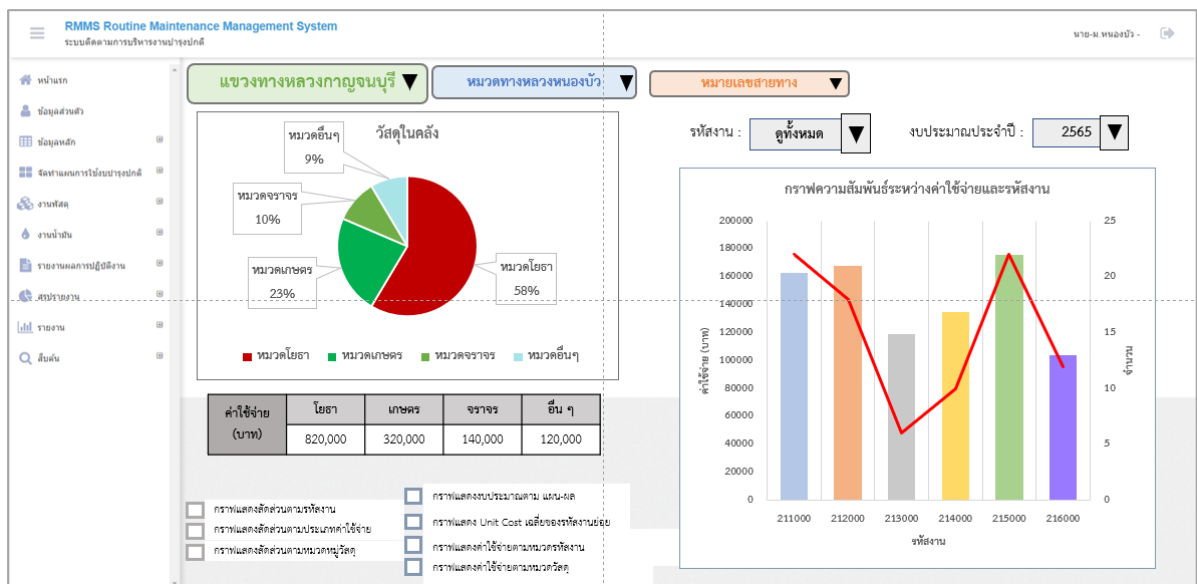 RMMS Routine Maintenance Management System
ระบบติดตามการบริหารงานบำรุงปกติ
นาย-ม.หนองบัว -
หน้าแรก
ข้อมูลส่วนตัว
ข้อมูลหลัก
จัดทำแผนการใช้งบบำรุงปกติ
งานพัสดุ
งานน้ำมัน
รายงานผลการปฏิบัติงาน
สรุปรายงาน
รายงาน
สืบค้น
แขวงทางหลวงกาญจนบุรี
หมวดทางหลวงหนองบัว
หมายเลขสายทาง
วัสดุในคลัง
หมวดอื่นๆ
9%
หมวดจราจร
10%
หมวดเกษตร
23%
หมวดโยธา
58%
หมวดโยธา หมวดเกษตร หมวดจราจร หมวดอื่นๆ
รหัสงาน : ดูทั้งหมด งบประมาณประจำปี : 2565
กราฟความสัมพันธ์ระหว่างค่าใช้จ่ายและรหัสงาน
200000
180000
160000
140000
120000
100000
80000
60000
40000
20000
0
ค่าใช้จ่าย (บาท)
25
20
15
10
5
0
จำนวน
211000 212000 213000 214000 215000 216000
รหัสงาน
ค่าใช้จ่าย
(บาท)
โยธา เกษตร จราจร อื่น ๆ
820,000 320,000 140,000 120,000
กราฟแสดงสัดส่วนตามรหัสงาน
กราฟแสดงสัดส่วนตามประเภทค่าใช้จ่าย
กราฟแสดงสัดส่วนตามหมวดหมู่วัสดุ
กราฟแสดงงบประมาณตาม แผน-ผล
กราฟแสดง Unit Cost เฉลี่ยของรหัสงานย่อย
กราฟแสดงค่าใช้จ่ายตามหมวดรหัสงาน
กราฟแสดงค่าใช้จ่ายตามหมวดวัสดุ